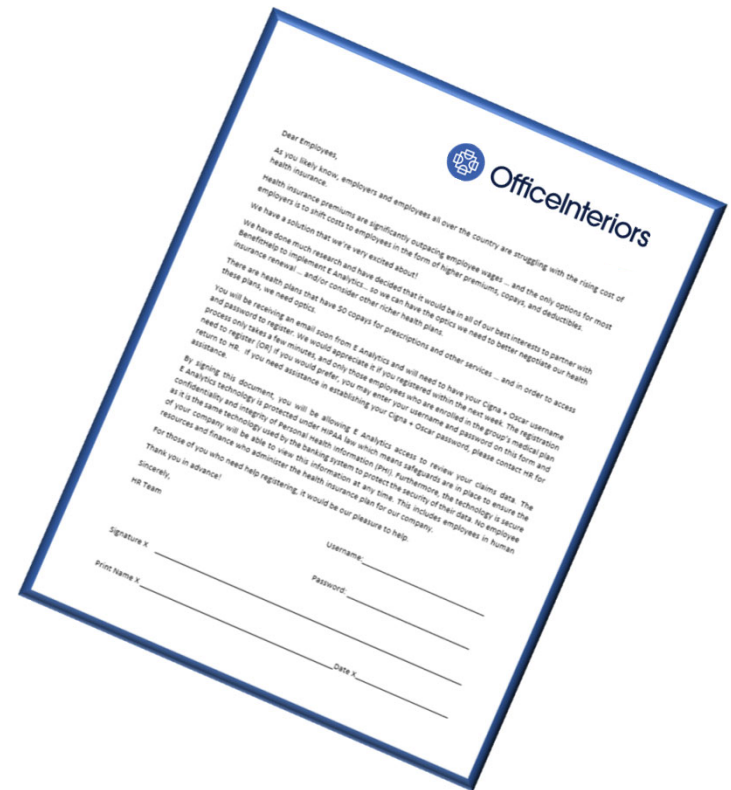 OfficeInteriors
Dear Employees,
As you likely know, employers and employees all over the country are struggling with the rising cost of
health insurance.
Health insurance premiums are significantly outpacing employee wages ... and the only options for most
employers is to shift costs to employees in the form of higher premiums, copays, and deductibles.
We have a solution that we're very excited about!
We have done much research and have decided that it would be in all of our best interests to partner with
BenefitHelp to implement E Analytics... so we can have the optics we need to better negotiate our health
insurance renewal ... and/or consider other richer health plans.
There are health plans that have $0 copays for prescriptions and other services ... and in order to access
these plans, we need optics.
You will be receiving an email soon from E Analytics and will need to have your Cigna + Oscar username
and password to register. We would appreciate it if you registered within the next week. The registration
process only takes a few minutes, and only those employees who are enrolled in the group's medical plan
need to register [OR] if you would prefer, you may enter your username and password on this form and
return to HR. If you need assistance in establishing your Cigna + Oscar password, please contact HR for
assistance.
By signing this document, you will be allowing E Analytics access to review your claims data. The
E Analytics technology is protected under HIPAA law which means safeguards are in place to ensure the
confidentiality and integrity of Personal Health Information (PHI). Furthermore, the technology is secure
as it is the same technology used by the banking system to protect the security of their data. No employee
of your company will be able to view this information at any time. This includes employees in human
resources and finance who administer the health insurance plan for our company.
For those of you who need help registering, it would be our pleasure to help.
Thank you in advance!
Sincerely,
HR Team
Username:
Password:
Signature X
Print Name X
Date X